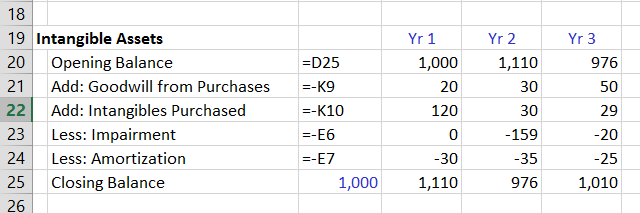 18
19 Intangible Assets Yr 1 Yr 2 Yr 3
20 Opening Balance =D25 1,000 1,110 976
21 Add: Goodwill from Purchases =-K9 20 30 50
22 Add: Intangibles Purchased =-K10 120 30 29
23 Less: Impairment =-E6 0 -159 -20
24 Less: Amortization =-E7 -30 -35 -25
25 Closing Balance 1,000 1,110 976 1,010
26